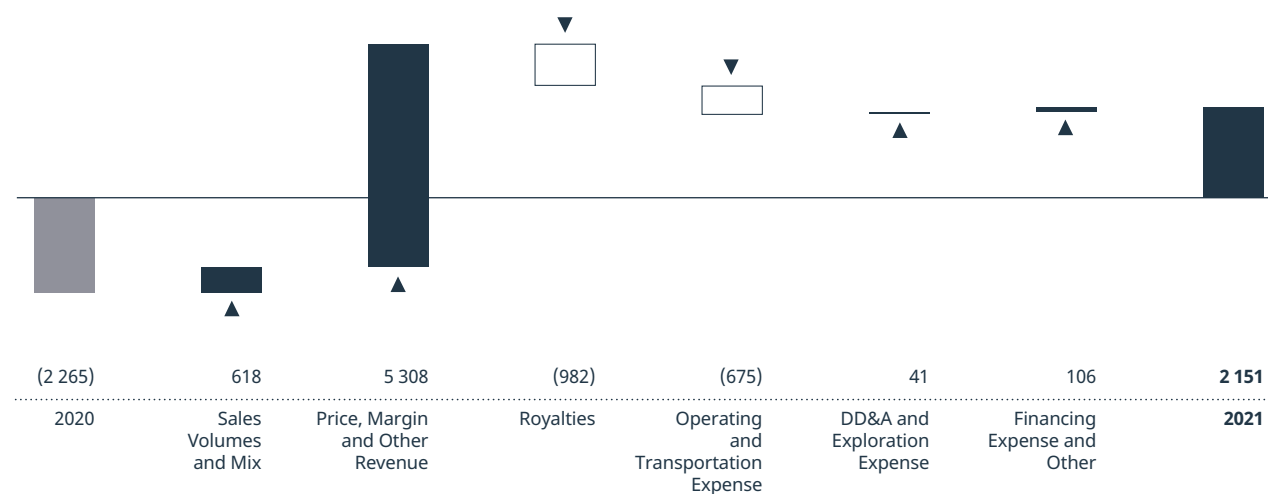 (2 265) 618 5 308 (982) (675) 41 106 2 151
2020 Sales Price, Margin Royalties Operating DD&A and Financing 2021
Volumes and Other and Exploration Expense and
and Mix Revenue Transportation Expense Other
Expense